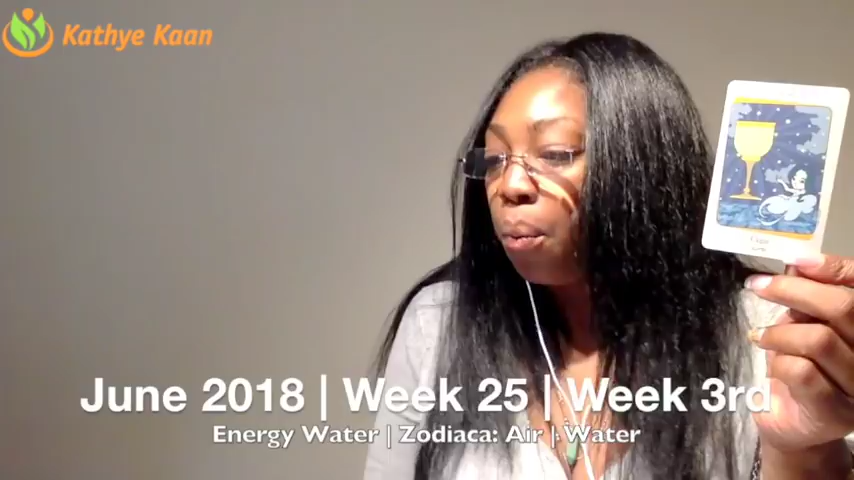 Kathye Kaan
June 2018 | Week 25 | Week 3rd
Energy Water | Zodiaca: Air | Water